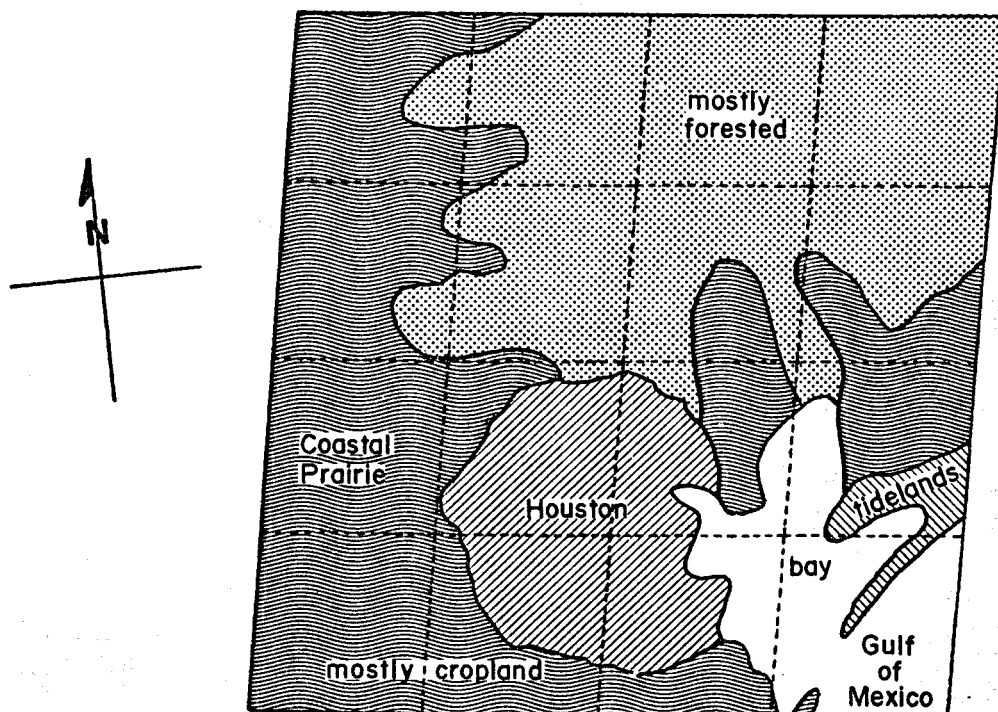 mostly
forested
N
Coastal
Prairie
Houston
tidelands
bay
mostly cropland
Gulf
of
Mexico